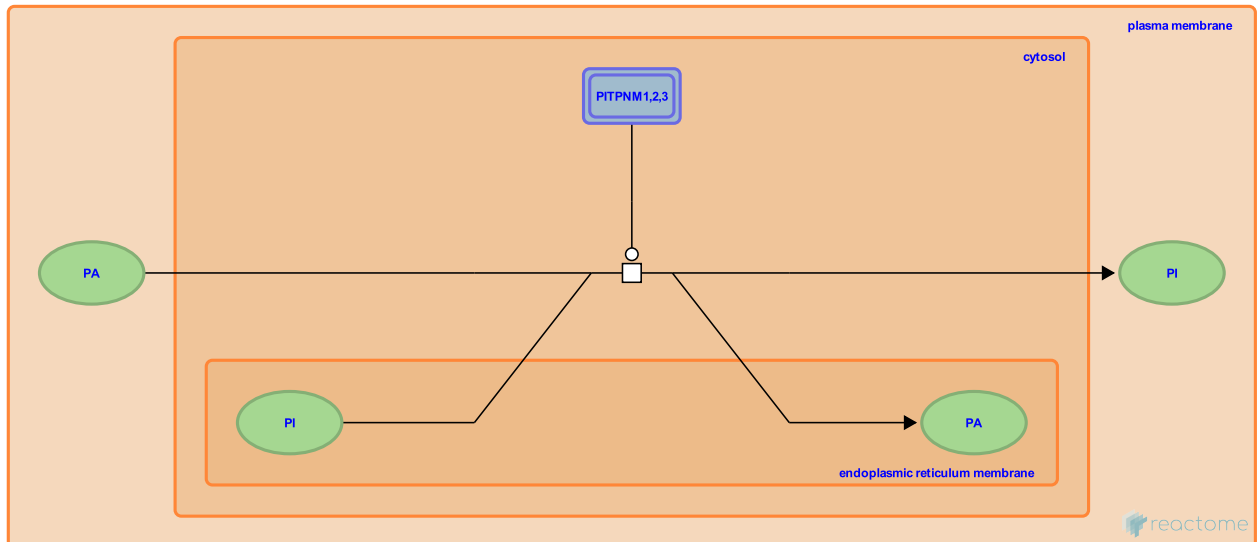 plasma membrane
cytosol
PITPNM1,2,3
PA
PI
PI
PA
endoplasmic reticulum membrane
reactome